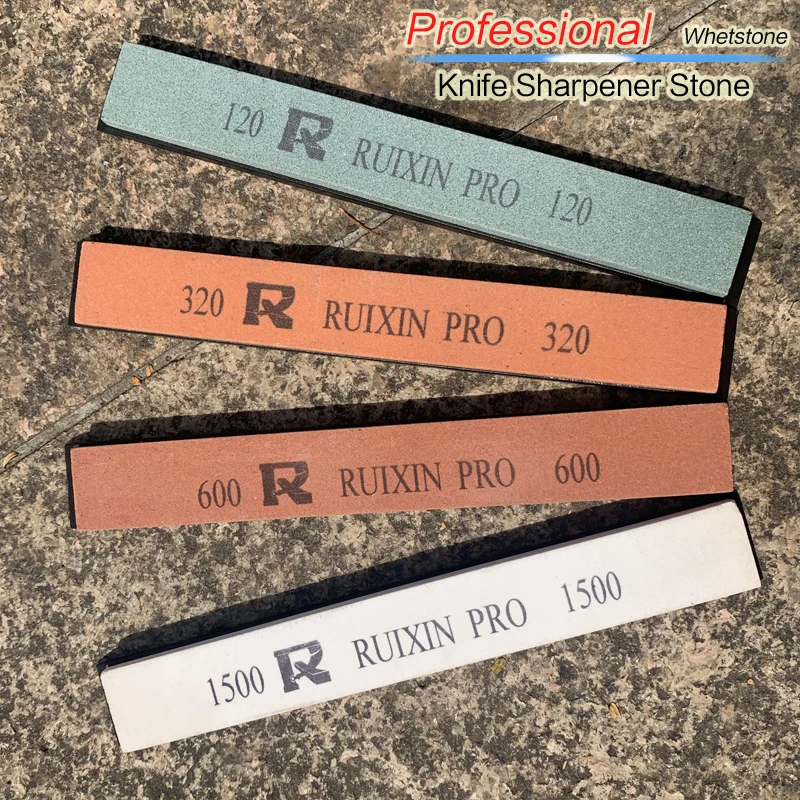 Professional Whetstone
Knife Sharpener Stone
120 R RUIXIN PRO 120
320 R RUIXIN PRO 320
600 R RUIXIN PRO 600
1500 R RUIXIN PRO 1500